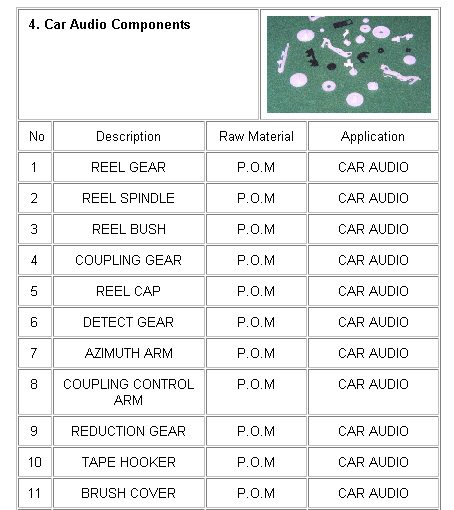 4. Car Audio Components
No Description Raw Material Application
1 REEL GEAR P.O.M CAR AUDIO
2 REEL SPINDLE P.O.M CAR AUDIO
3 REEL BUSH P.O.M CAR AUDIO
4 COUPLING GEAR P.O.M CAR AUDIO
5 REEL CAP P.O.M CAR AUDIO
6 DETECT GEAR P.O.M CAR AUDIO
7 AZIMUTH ARM P.O.M CAR AUDIO
8 COUPLING CONTROL P.O.M CAR AUDIO
ARM
9 REDUCTION GEAR P.O.M CAR AUDIO
10 TAPE HOOKER P.O.M CAR AUDIO
11 BRUSH COVER P.O.M CAR AUDIO